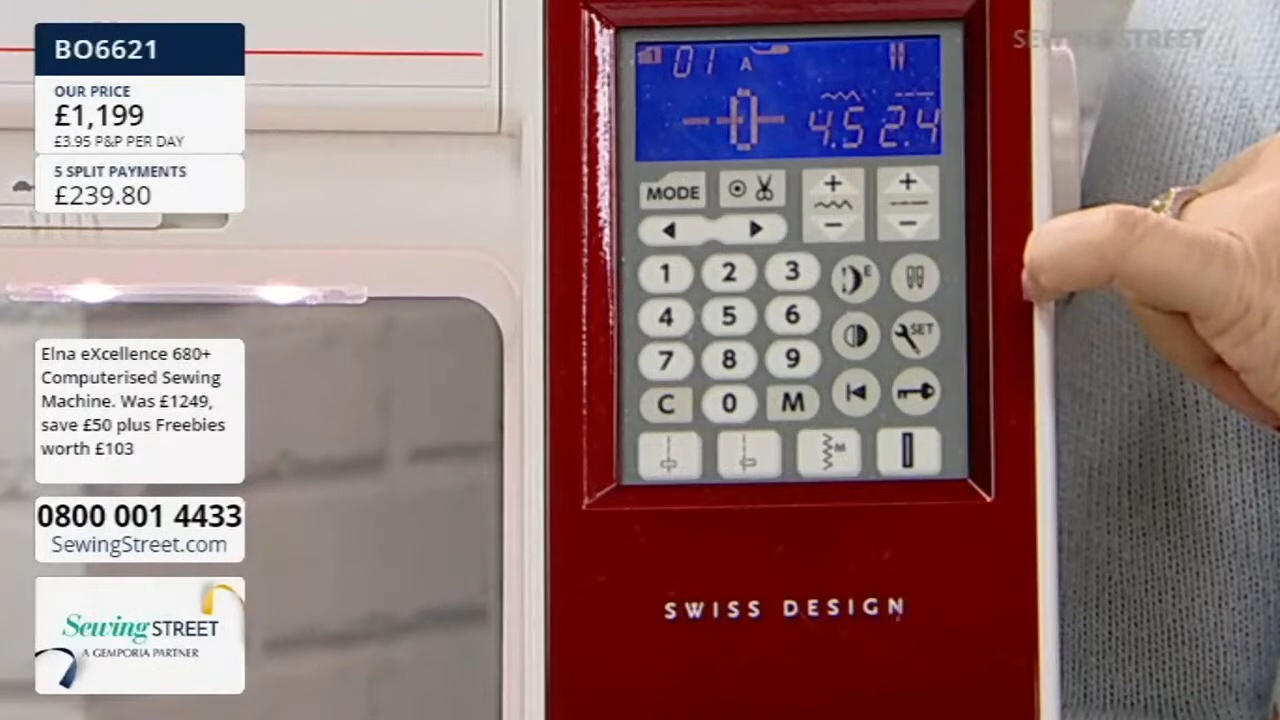 BO6621
OUR PRICE
£1,199
£3.95 P&P PER DAY
5 SPLIT PAYMENTS
£239.80
Elna eXcellence 680+
Computerised Sewing
Machine. Was £1249,
save £50 plus Freebies
worth £103
0800 001 4433
SewingStreet.com
Sewing STREET
A GEMPORIA PARTNER
SEWING STREET
01 A
0 4.5 2.4
MODE
+ +
- -
1 2 3
E
4 5 6
SET
7 8 9
C 0 M
M
SWISS DESIGN